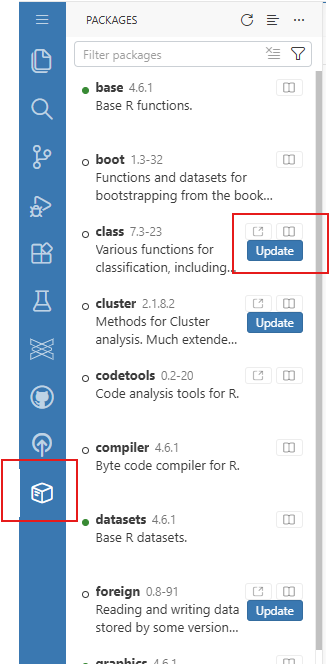 PACKAGES
Filter packages
base 4.6.1
Base R functions.
boot 1.3-32
Functions and datasets for
bootstrapping from the book...
class 7.3-23
Various functions for
classification, including...
Update
cluster 2.1.8.2
Methods for Cluster
analysis. Much extende...
Update
codetools 0.2-20
Code analysis tools for R.
compiler 4.6.1
Byte code compiler for R.
datasets 4.6.1
Base R datasets.
foreign 0.8-91
Reading and writing data
stored by some version...
Update
graphics 4.6.1